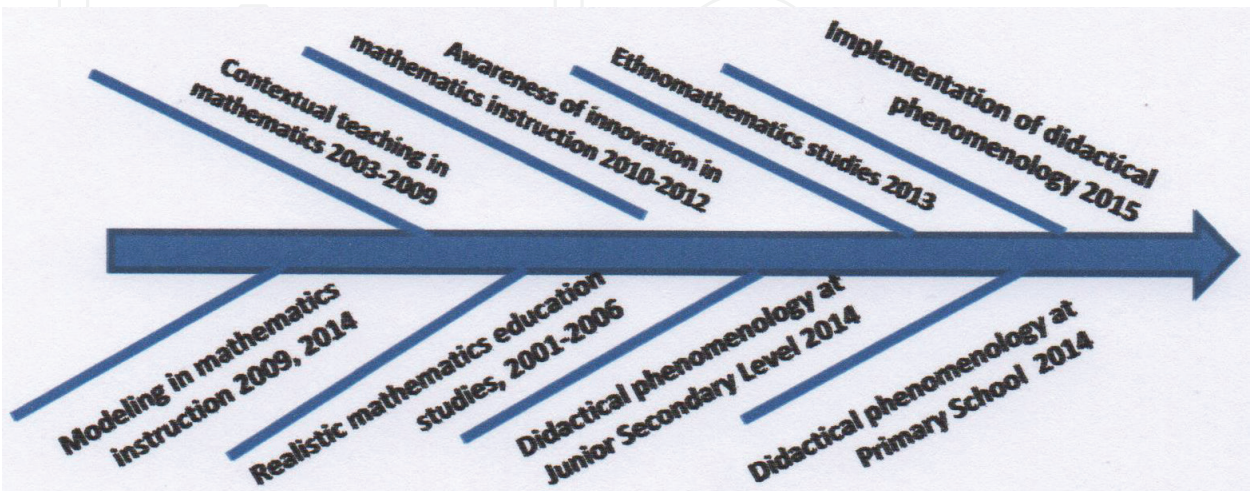 Contextual teaching in
mathematics 2003-2009
Awareness of innovation in
mathematics instruction 2010-2012
Ethnomathematics studies 2013
Implementation of didactical
phenomenology 2015
Modeling in mathematics
instruction 2009, 2014
Realistic mathematics education
studies, 2001-2006
Didactical phenomenology at
Junior Secondary Level 2014
Didactical phenomenology at
Primary School 2014